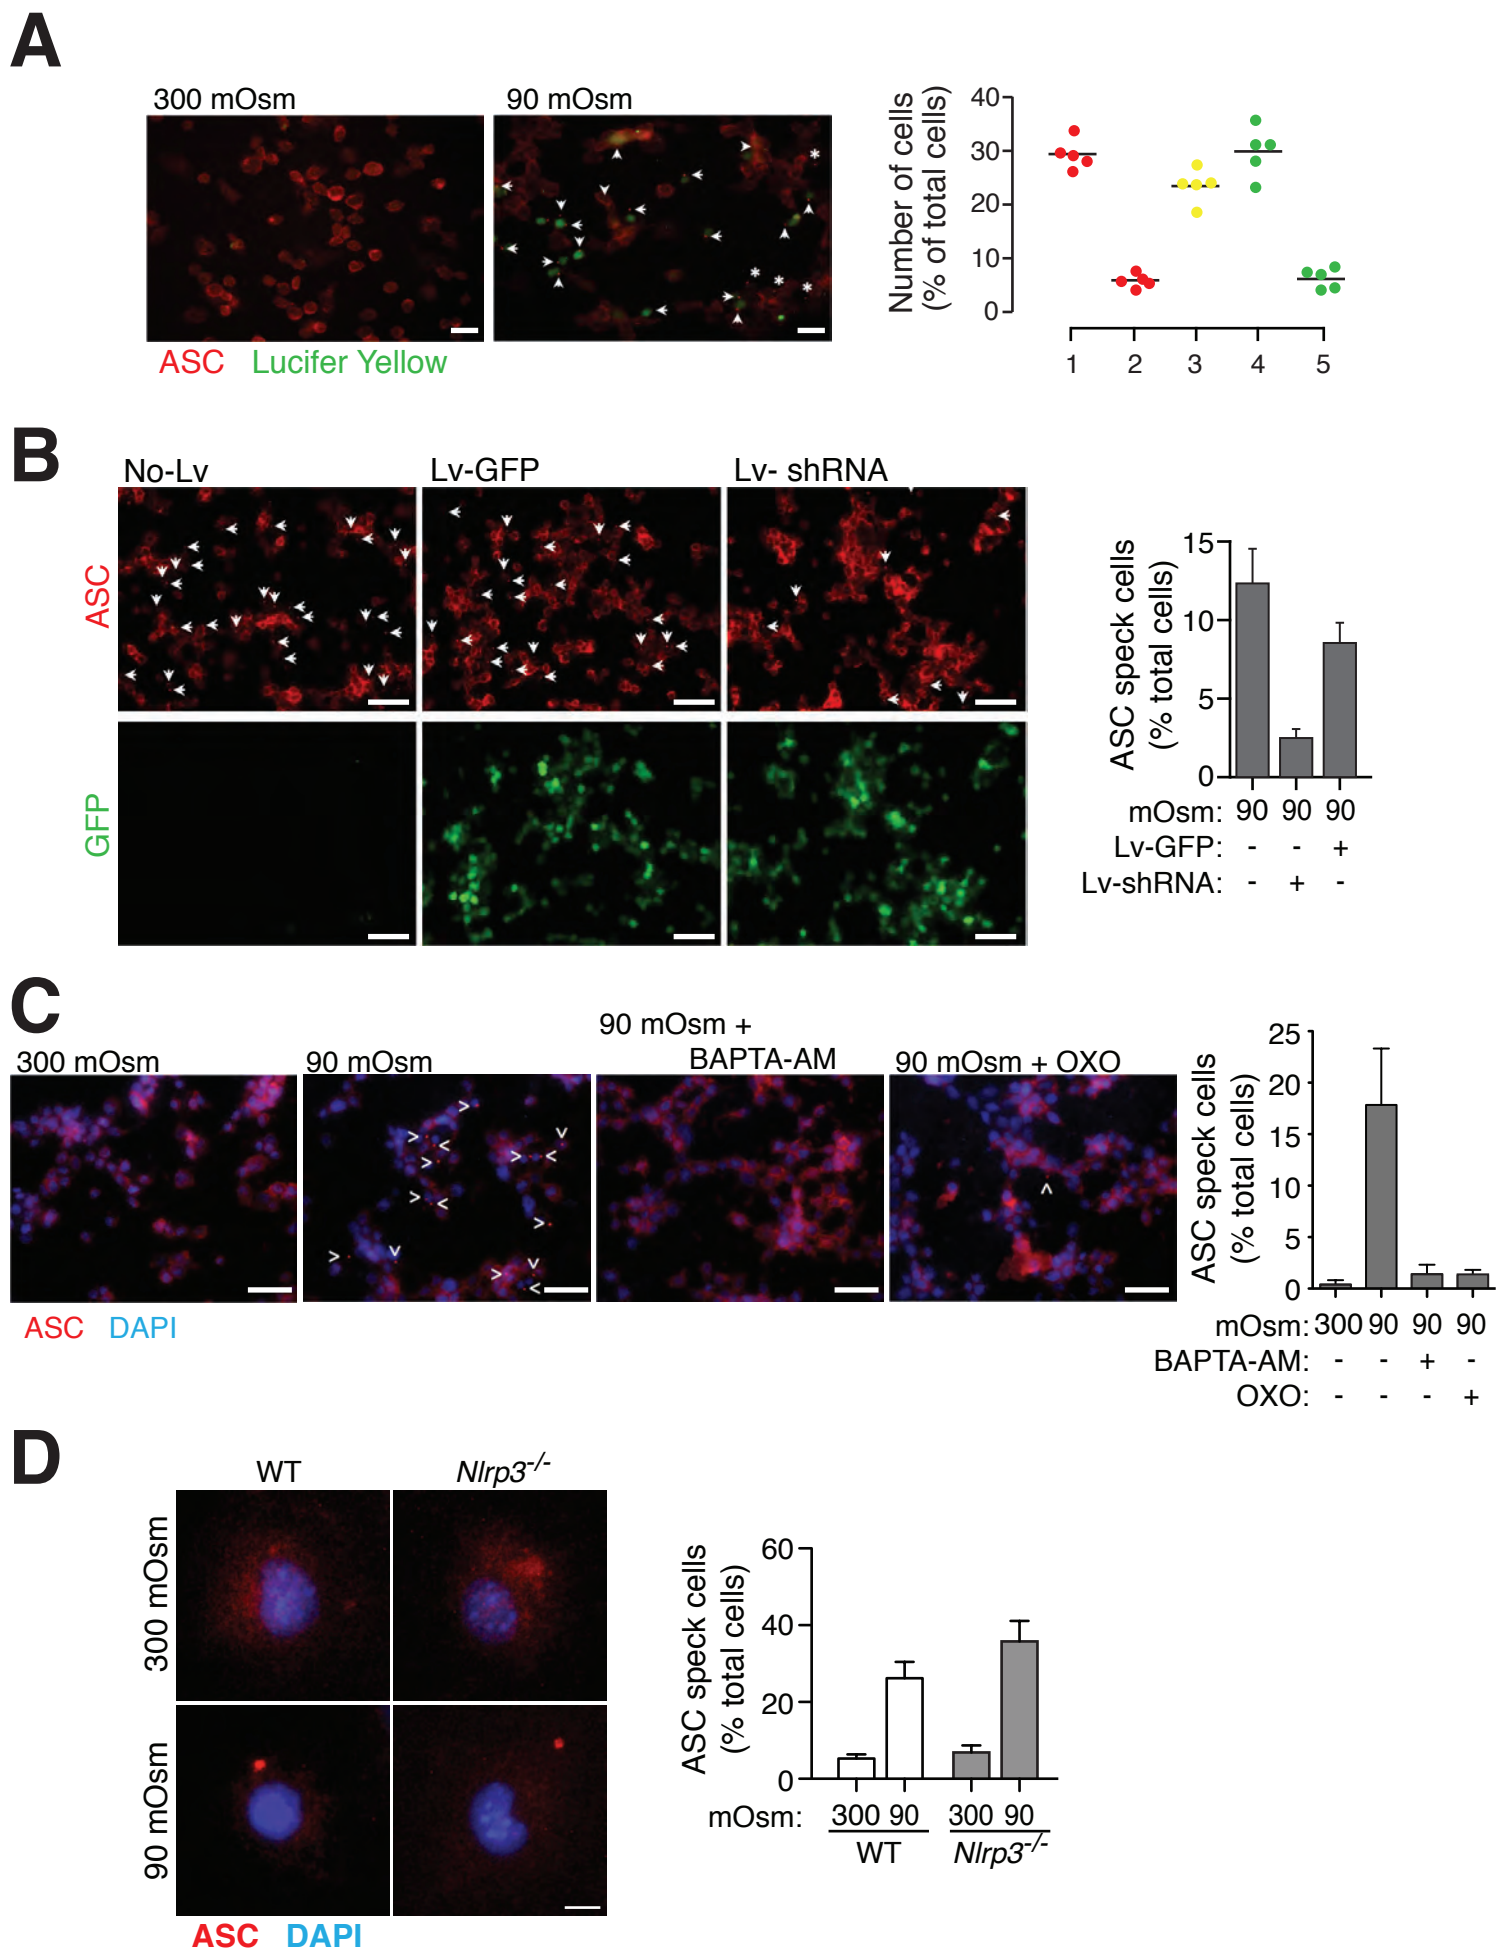 A
300 mOsm
90 mOsm
ASC Lucifer Yellow
Number of cells
(% of total cells)
40
30
20
10
0
1 2 3 4 5
B
No-Lv
Lv-GFP
Lv- shRNA
ASC
GFP
ASC speck cells
(% total cells)
15
10
5
0
mOsm: 90 90 90
Lv-GFP: - - +
Lv-shRNA: - + -
C
300 mOsm
90 mOsm
90 mOsm +
BAPTA-AM
90 mOsm + OXO
ASC DAPI
ASC speck cells
(% total cells)
25
20
15
10
5
0
mOsm: 300 90 90 90
BAPTA-AM: - - + -
OXO: - - - +
D
WT
Nlrp3-/-
300 mOsm
90 mOsm
ASC DAPI
ASC speck cells
(% total cells)
60
40
20
0
mOsm: 300 90 300 90
WT Nlrp3-/-